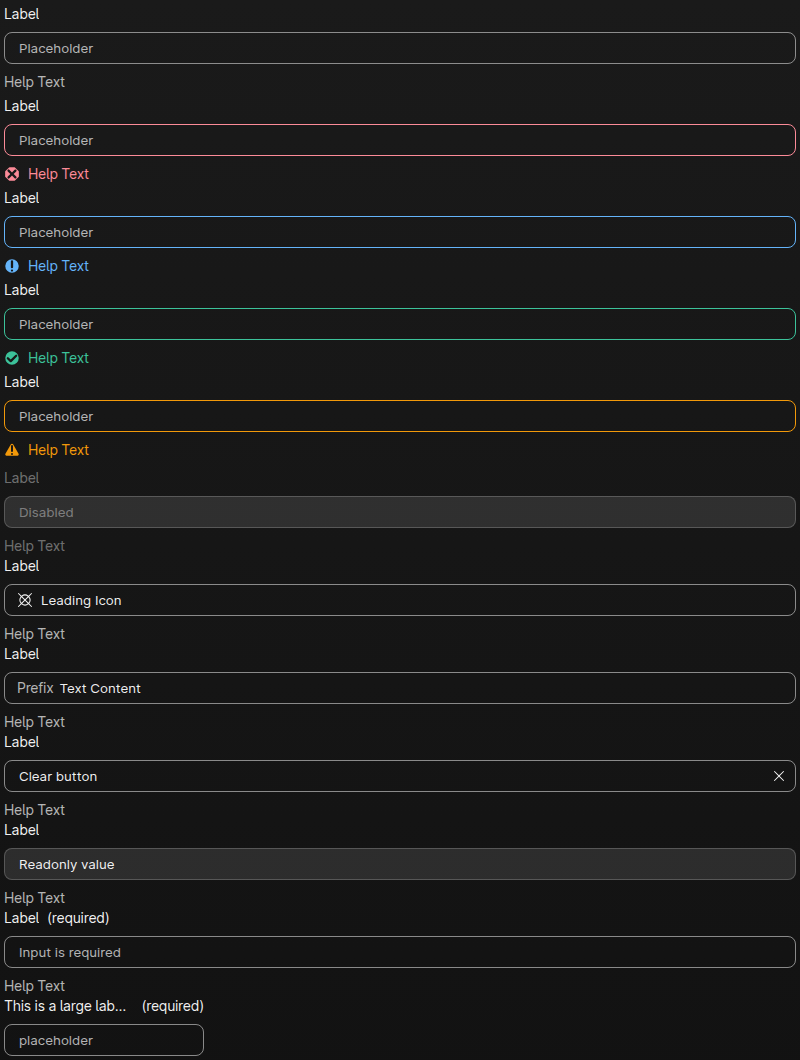 Label
Placeholder
Help Text
Label
Placeholder
Help Text
Label
Placeholder
Help Text
Label
Placeholder
Help Text
Label
Placeholder
Help Text
Label
Disabled
Help Text
Label
Leading Icon
Help Text
Label
Prefix Text Content
Help Text
Label
Clear button
Help Text
Label
Readonly value
Help Text
Label (required)
Input is required
Help Text
This is a large lab... (required)
placeholder